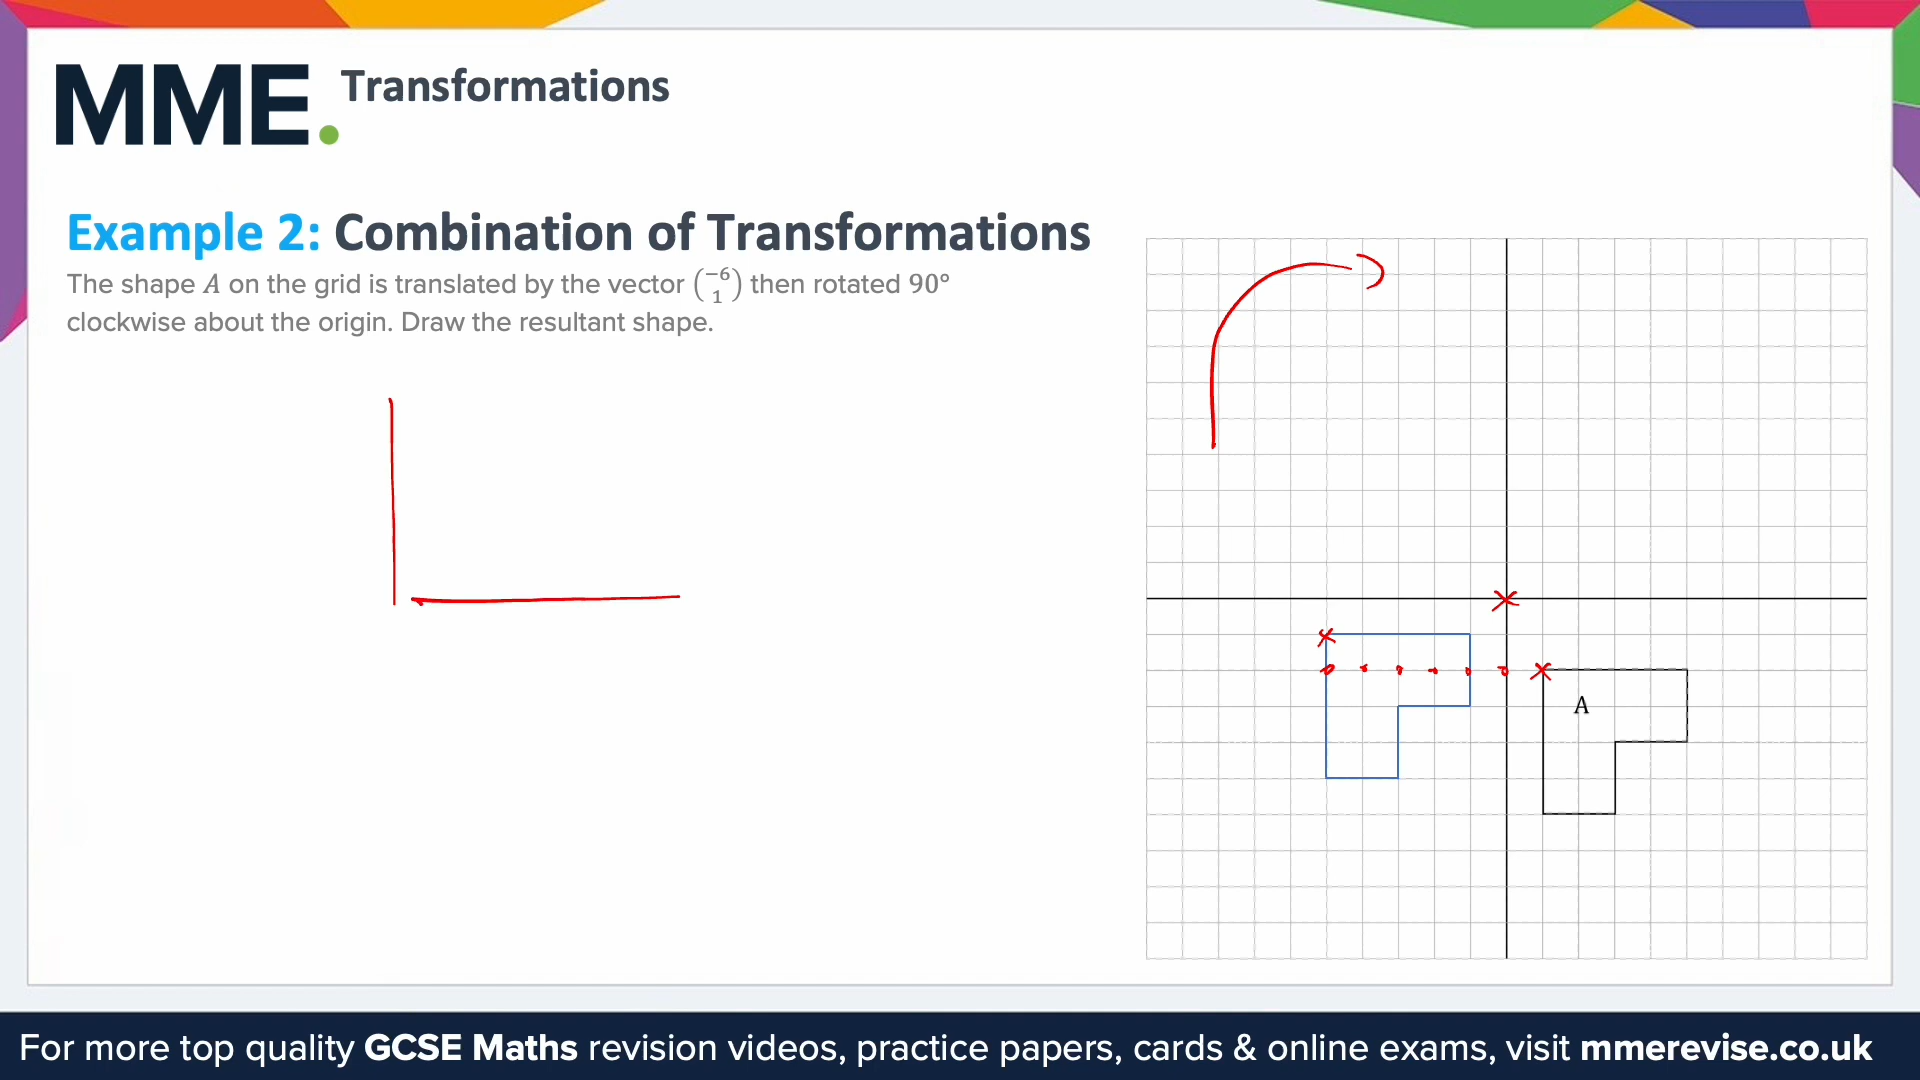 MME. Transformations
Example 2: Combination of Transformations
The shape A on the grid is translated by the vector (−6 1) then rotated 90°
clockwise about the origin. Draw the resultant shape.
A
For more top quality GCSE Maths revision videos, practice papers, cards & online exams, visit mmerevise.co.uk